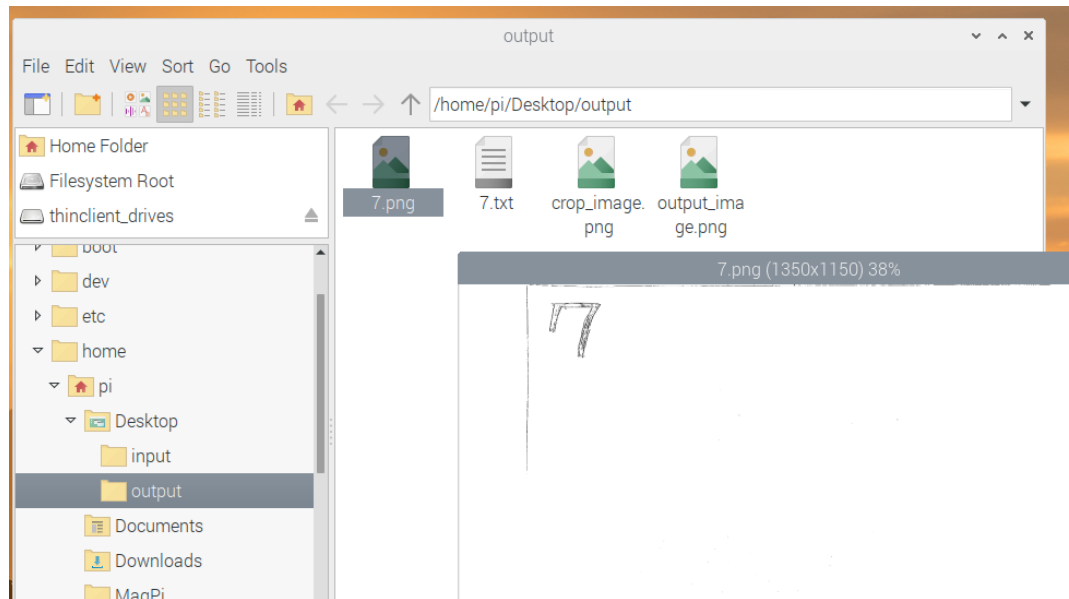 output
File Edit View Sort Go Tools
/home/pi/Desktop/output
Home Folder
Filesystem Root
thinclient_drives
boot
dev
etc
home
pi
Desktop
input
output
Documents
Downloads
MagPi
7.png
7.txt
crop_image.
png
output_ima
ge.png
7.png (1350x1150) 38%
7